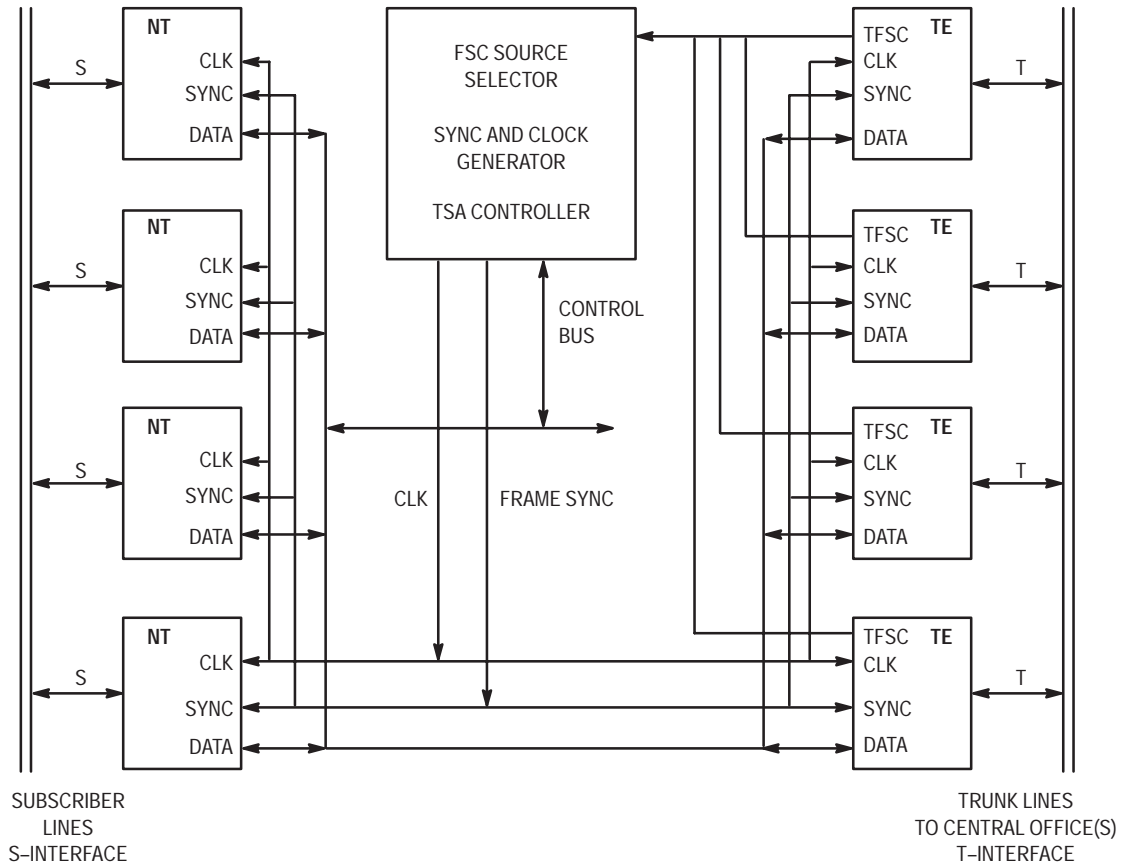 NT
CLK
SYNC
DATA
S
NT
CLK
SYNC
DATA
S
NT
CLK
SYNC
DATA
S
NT
CLK
SYNC
DATA
S
SUBSCRIBER
LINES
S–INTERFACE
FSC SOURCE
SELECTOR
SYNC AND CLOCK
GENERATOR
TSA CONTROLLER
CONTROL
BUS
CLK
FRAME SYNC
TFSC TE
CLK
SYNC
DATA
T
TFSC TE
CLK
SYNC
DATA
T
TFSC TE
CLK
SYNC
DATA
T
TFSC TE
CLK
SYNC
DATA
T
TRUNK LINES
TO CENTRAL OFFICE(S)
T–INTERFACE